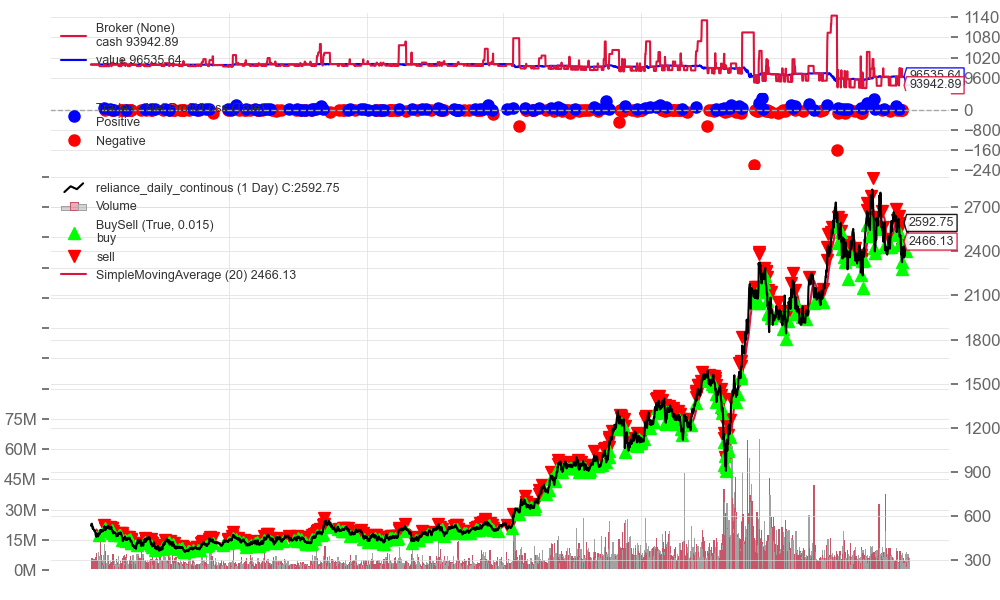 Broker (None)
cash 93942.89
value 96535.64
1140
1080
1020
9600
96535.64
93942.89
Positive
Negative
0
−800
−160
−240
reliance_daily_continous (1 Day) C:2592.75
Volume
BuySell (True, 0.015)
buy
sell
SimpleMovingAverage (20) 2466.13
2700
2592.75
2466.13
2400
2100
1800
1500
1200
900
600
300
75M
60M
45M
30M
15M
0M